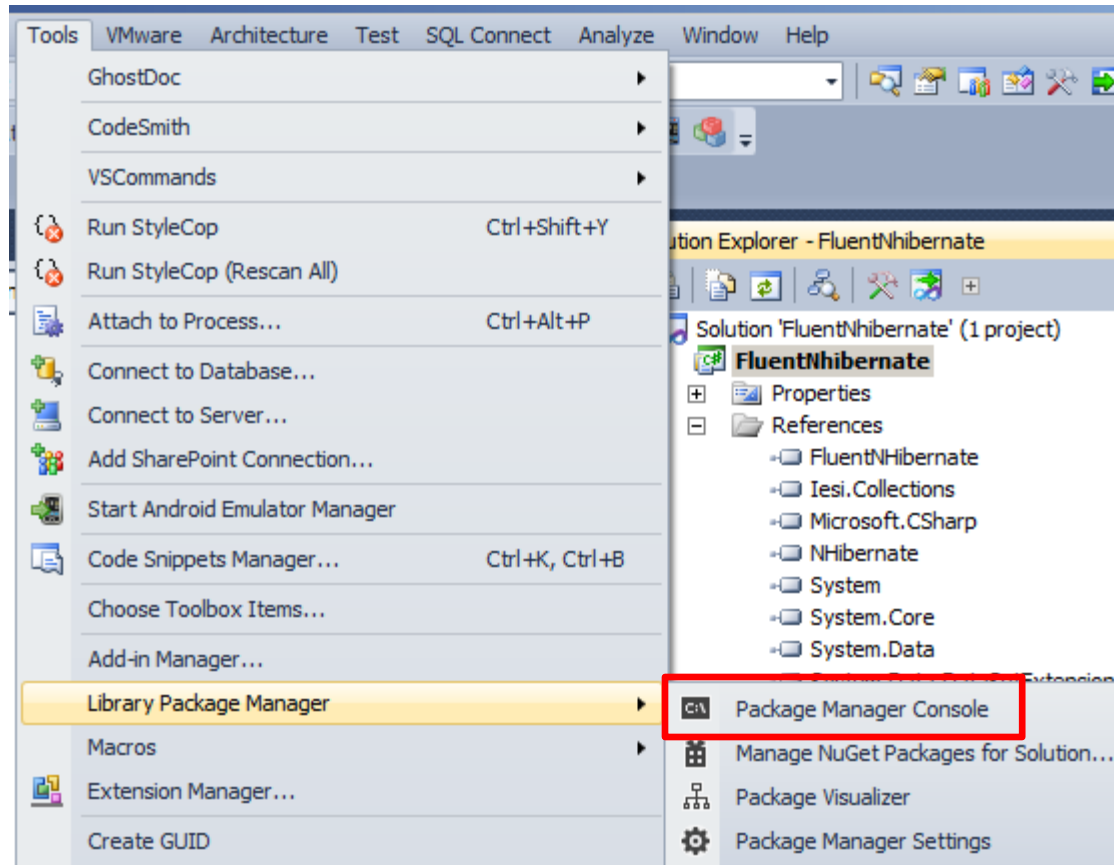 Tools VMware Architecture Test SQL Connect Analyze Window Help
GhostDoc
CodeSmith
VSCommands
Run StyleCop Ctrl+Shift+Y
Run StyleCop (Rescan All)
Attach to Process... Ctrl+Alt+P
Connect to Database...
Connect to Server...
Add SharePoint Connection...
Start Android Emulator Manager
Code Snippets Manager... Ctrl+K, Ctrl+B
Choose Toolbox Items...
Add-in Manager...
Library Package Manager
Macros
Extension Manager...
Create GUID
ution Explorer - FluentNhibernate
Solution 'FluentNhibernate' (1 project)
C# FluentNhibernate
Properties
References
FluentNHibernate
Iesi.Collections
Microsoft.CSharp
NHibernate
System
System.Core
System.Data
C:\ Package Manager Console
Manage NuGet Packages for Solution...
Package Visualizer
Package Manager Settings